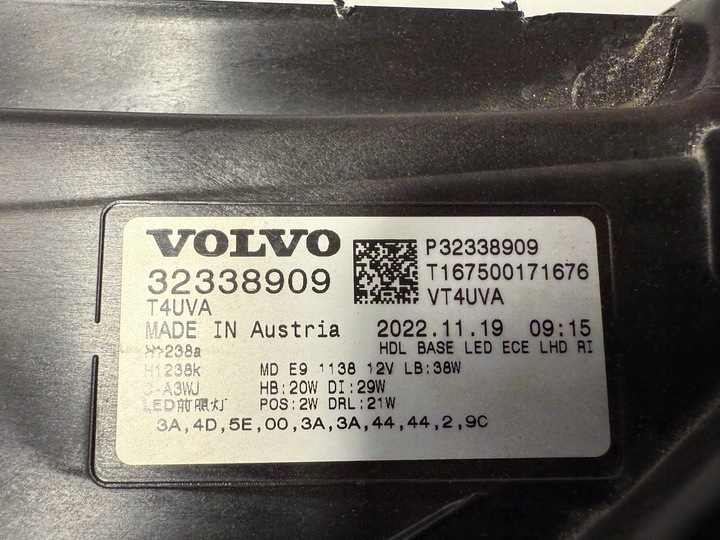 VOLVO
32338909
T4UVA
P32338909
T167500171676
VT4UVA
MADE IN Austria 2022.11.19 09:15
HDL BASE LED ECE LHD RI
H1238k MD E9 1138 12V LB:38W
HB:20W DI:29W
LED前照灯 POS:2W DRL:21W
3A,4D,5E,00,3A,3A,44,44,2,9C